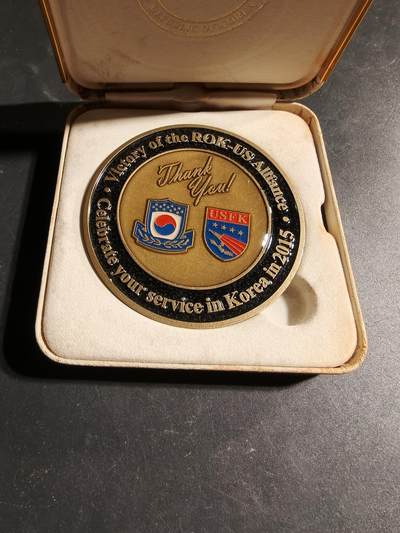 Victory of the ROK-US Alliance
Thank
You!
USFK
Celebrate your service in Korea, in 2015